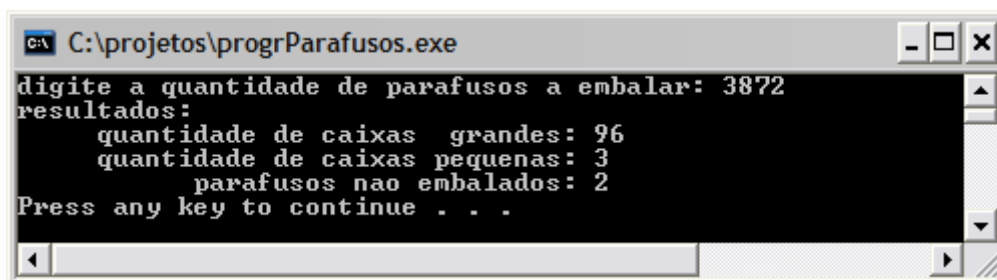 C:\projetos\progrParafusos.exe
digite a quantidade de parafusos a embalar: 3872
resultados:
quantidade de caixas  grandes: 96
quantidade de caixas pequenas: 3
parafusos nao embalados: 2
Press any key to continue . . .